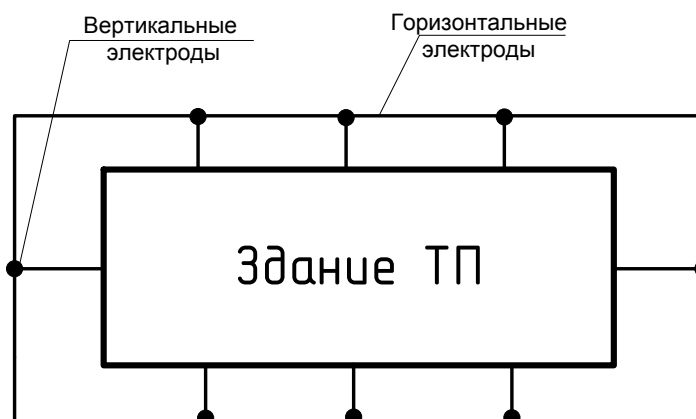 Вертикальные
электроды
Горизонтальные
электроды
Здание ТП